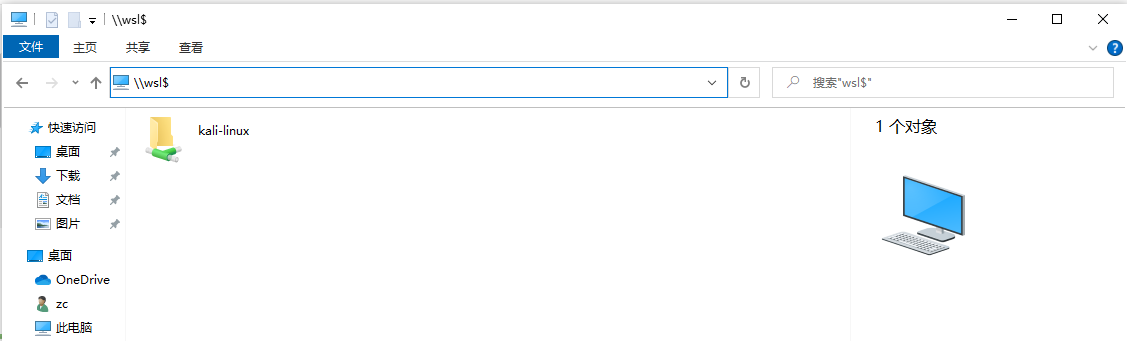 \\wsl$
文件 主页 共享 查看
\\wsl$ 搜索"wsl$"
快速访问
桌面
下载
文档
图片
桌面
OneDrive
zc
此电脑
kali-linux
1 个对象